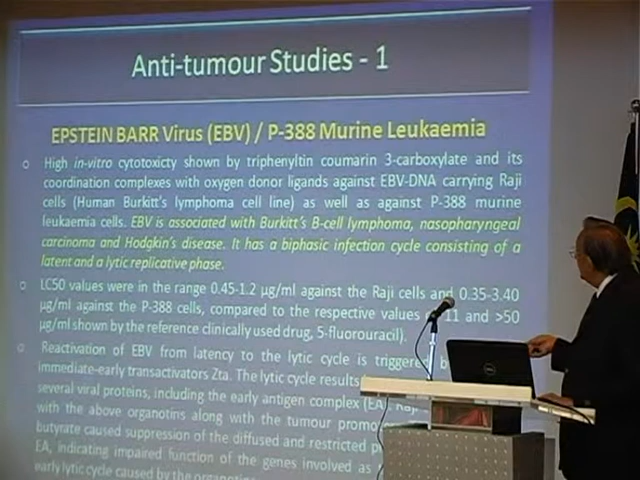 Anti-tumour Studies - 1
EPSTEIN BARR Virus (EBV) / P-388 Murine Leukaemia
High in-vitro cytotoxicty shown by triphenyltin coumarin 3-carboxylate and its
coordination complexes with oxygen donor ligands against EBV-DNA carrying Raji
cells (Human Burkitt's lymphoma cell line) as well as against P-388 murine
leukaemia cells. EBV is associated with Burkitt's B-cell lymphoma, nasopharyngeal
carcinoma and Hodgkin's disease. It has a biphasic infection cycle consisting of a
latent and a lytic replicative phase.
LC50 values were in the range 0.45-1.2 µg/ml against the Raji cells and 0.35-3.40
µg/ml against the P-388 cells, compared to the respective values 11 and >50
µg/ml shown by the reference clinically used drug, 5-fluorouracil).
Reactivation of EBV from latency to the lytic cycle is triggered
immediate-early transactivators Zta. The lytic cycle results
several viral proteins, including the early antigen complex (EA)
with the above organotins along with the tumour
butyrate caused suppression of the diffused and restricted
EA, indicating impaired function of the genes involved as
early lytic cycle caused by the
DELL